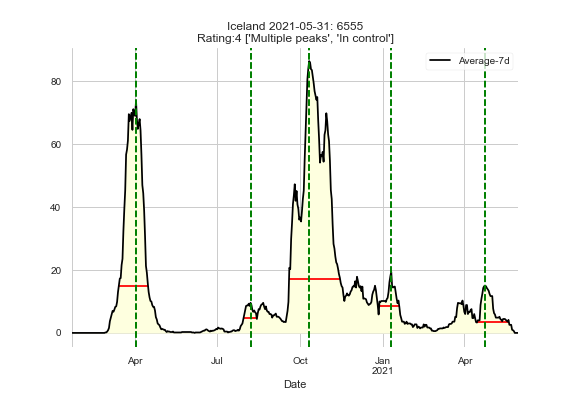 Iceland 2021-05-31: 6555
Rating:4 ['Multiple peaks', 'In control']
Average-7d
80
60
40
20
0
Apr
Jul
Oct
Jan
2021
Apr
Date